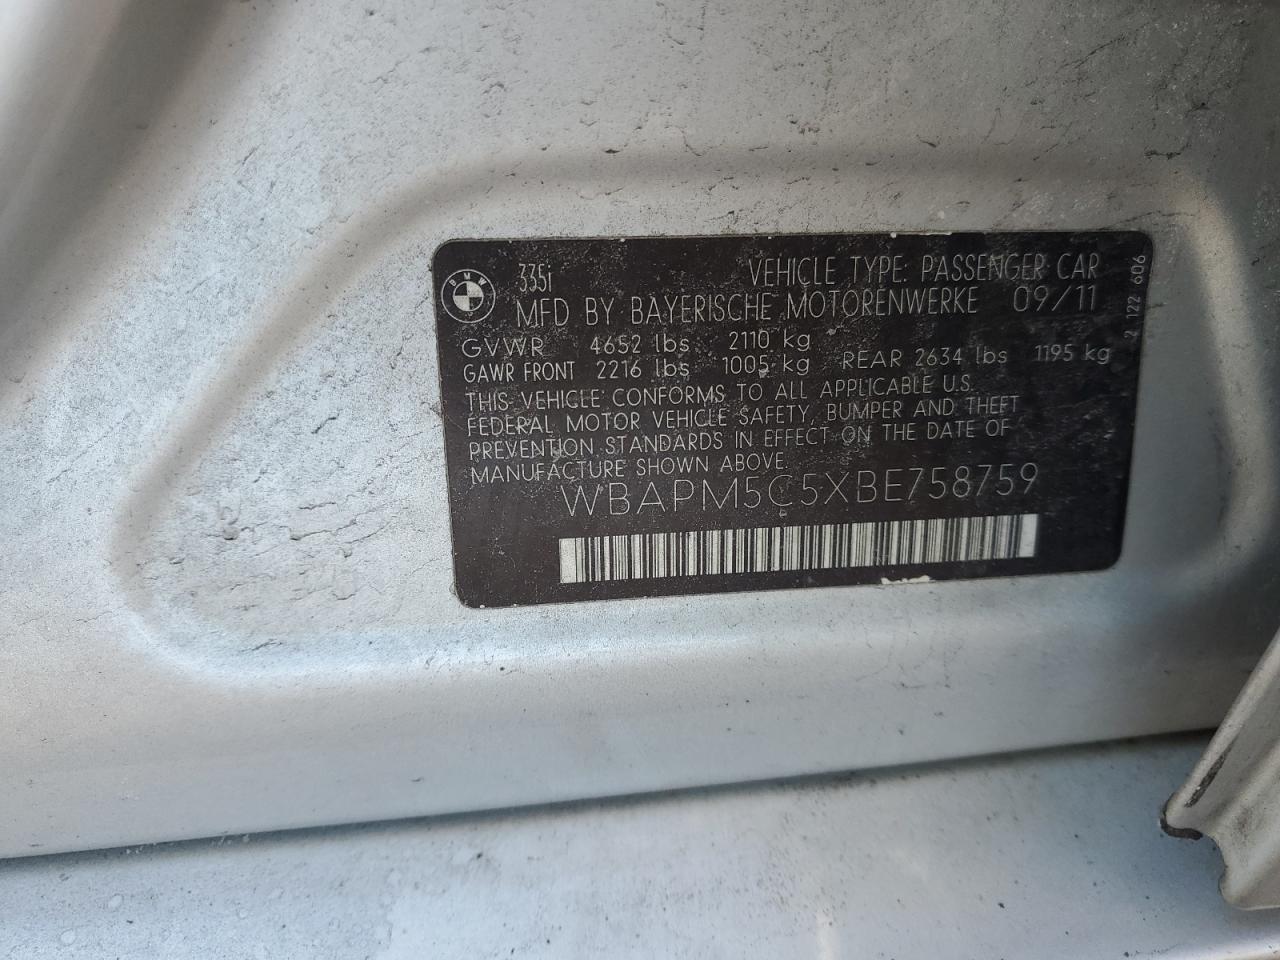 BMW
335i VEHICLE TYPE: PASSENGER CAR
MFD BY BAYERISCHE MOTORENWERKE 09/11
GVWR 4652 lbs 2110 kg
GAWR FRONT 2216 lbs 1005 kg REAR 2634 lbs 1195 kg
THIS VEHICLE CONFORMS TO ALL APPLICABLE U.S.
FEDERAL MOTOR VEHICLE SAFETY, BUMPER AND THEFT
PREVENTION STANDARDS IN EFFECT ON THE DATE OF
MANUFACTURE SHOWN ABOVE.
WBAPM5C5XBE758759
2 122 606